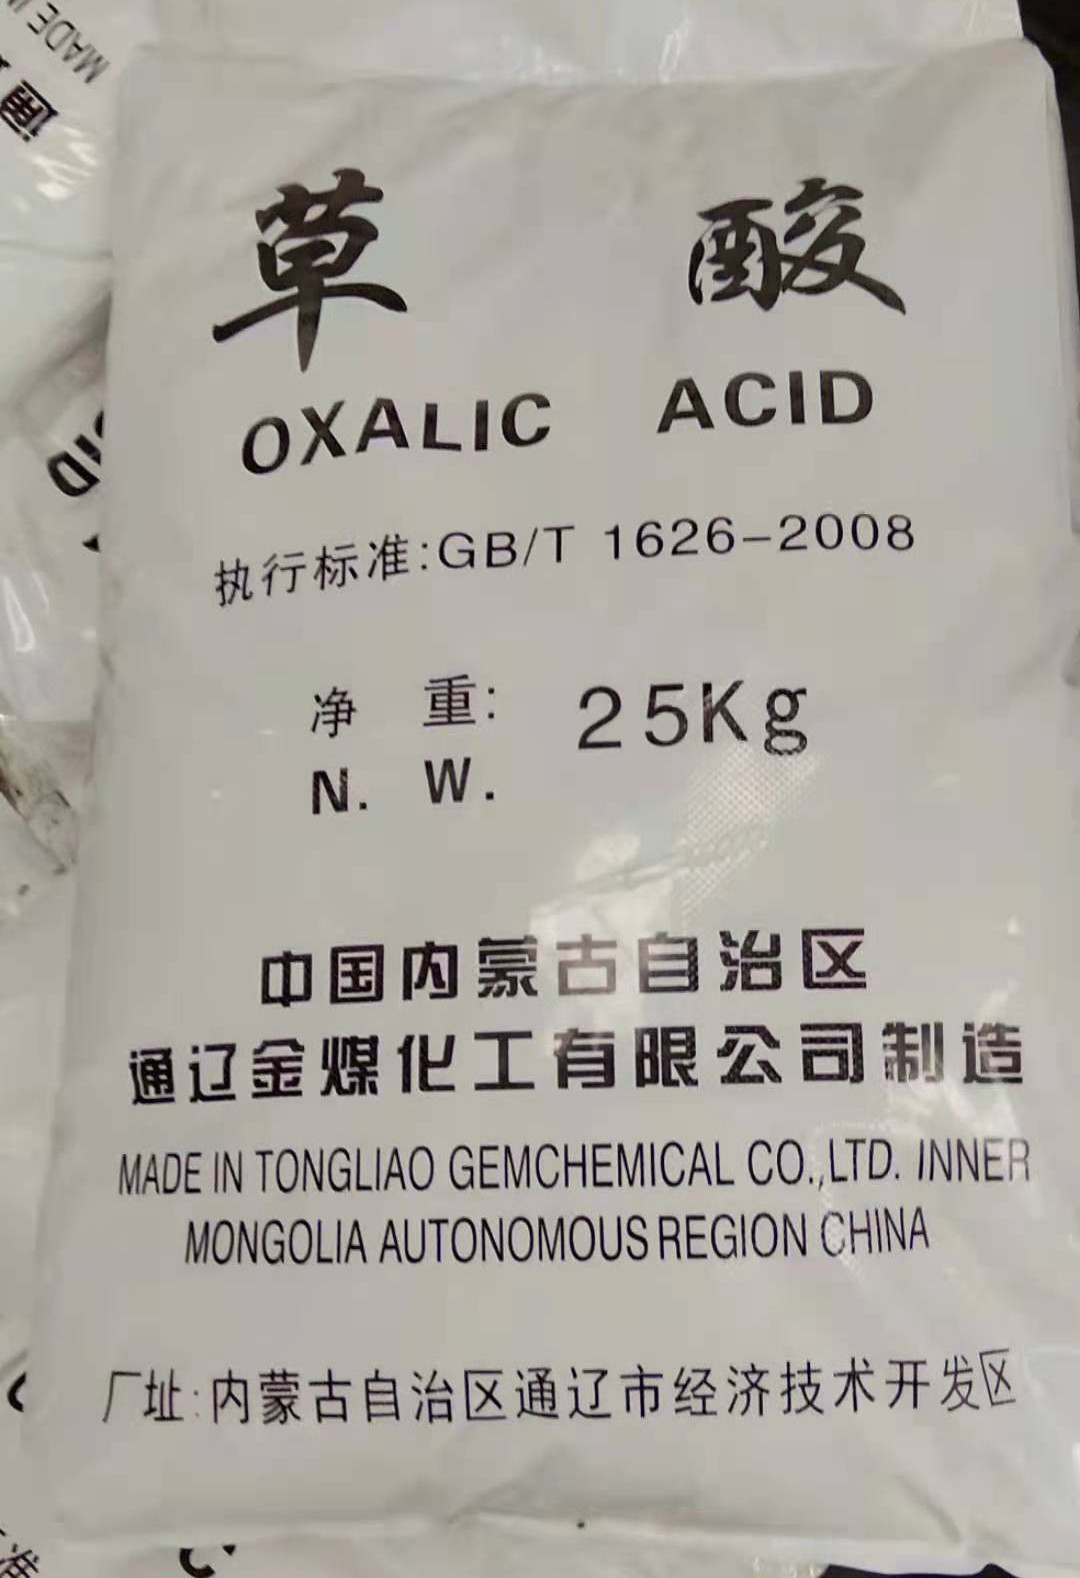 草酸
OXALIC ACID
执行标准:GB/T 1626-2008
净 重: 25Kg
N. W.
中国内蒙古自治区
通辽金煤化工有限公司制造
MADE IN TONGLIAO GEMCHEMICAL CO.,LTD. INNER
MONGOLIA AUTONOMOUS REGION CHINA
厂址:内蒙古自治区通辽市经济技术开发区
MADE
通